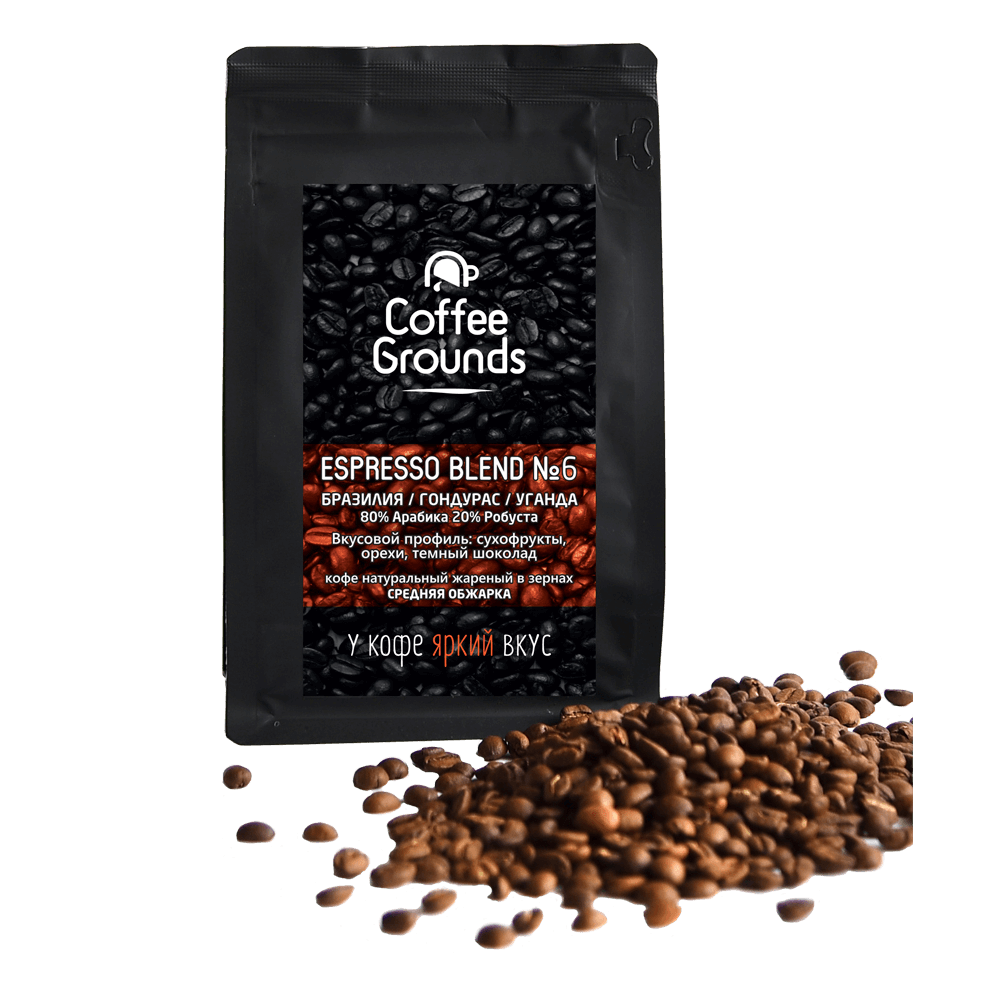 Coffee
Grounds
ESPRESSO BLEND №6
БРАЗИЛИЯ / ГОНДУРАС / УГАНДА
80% Арабика 20% Робуста
Вкусовой профиль: сухофрукты,
орехи, темный шоколад
кофе натуральный жареный в зернах
СРЕДНЯЯ ОБЖАРКА
У КОФЕ ЯРКИЙ ВКУС